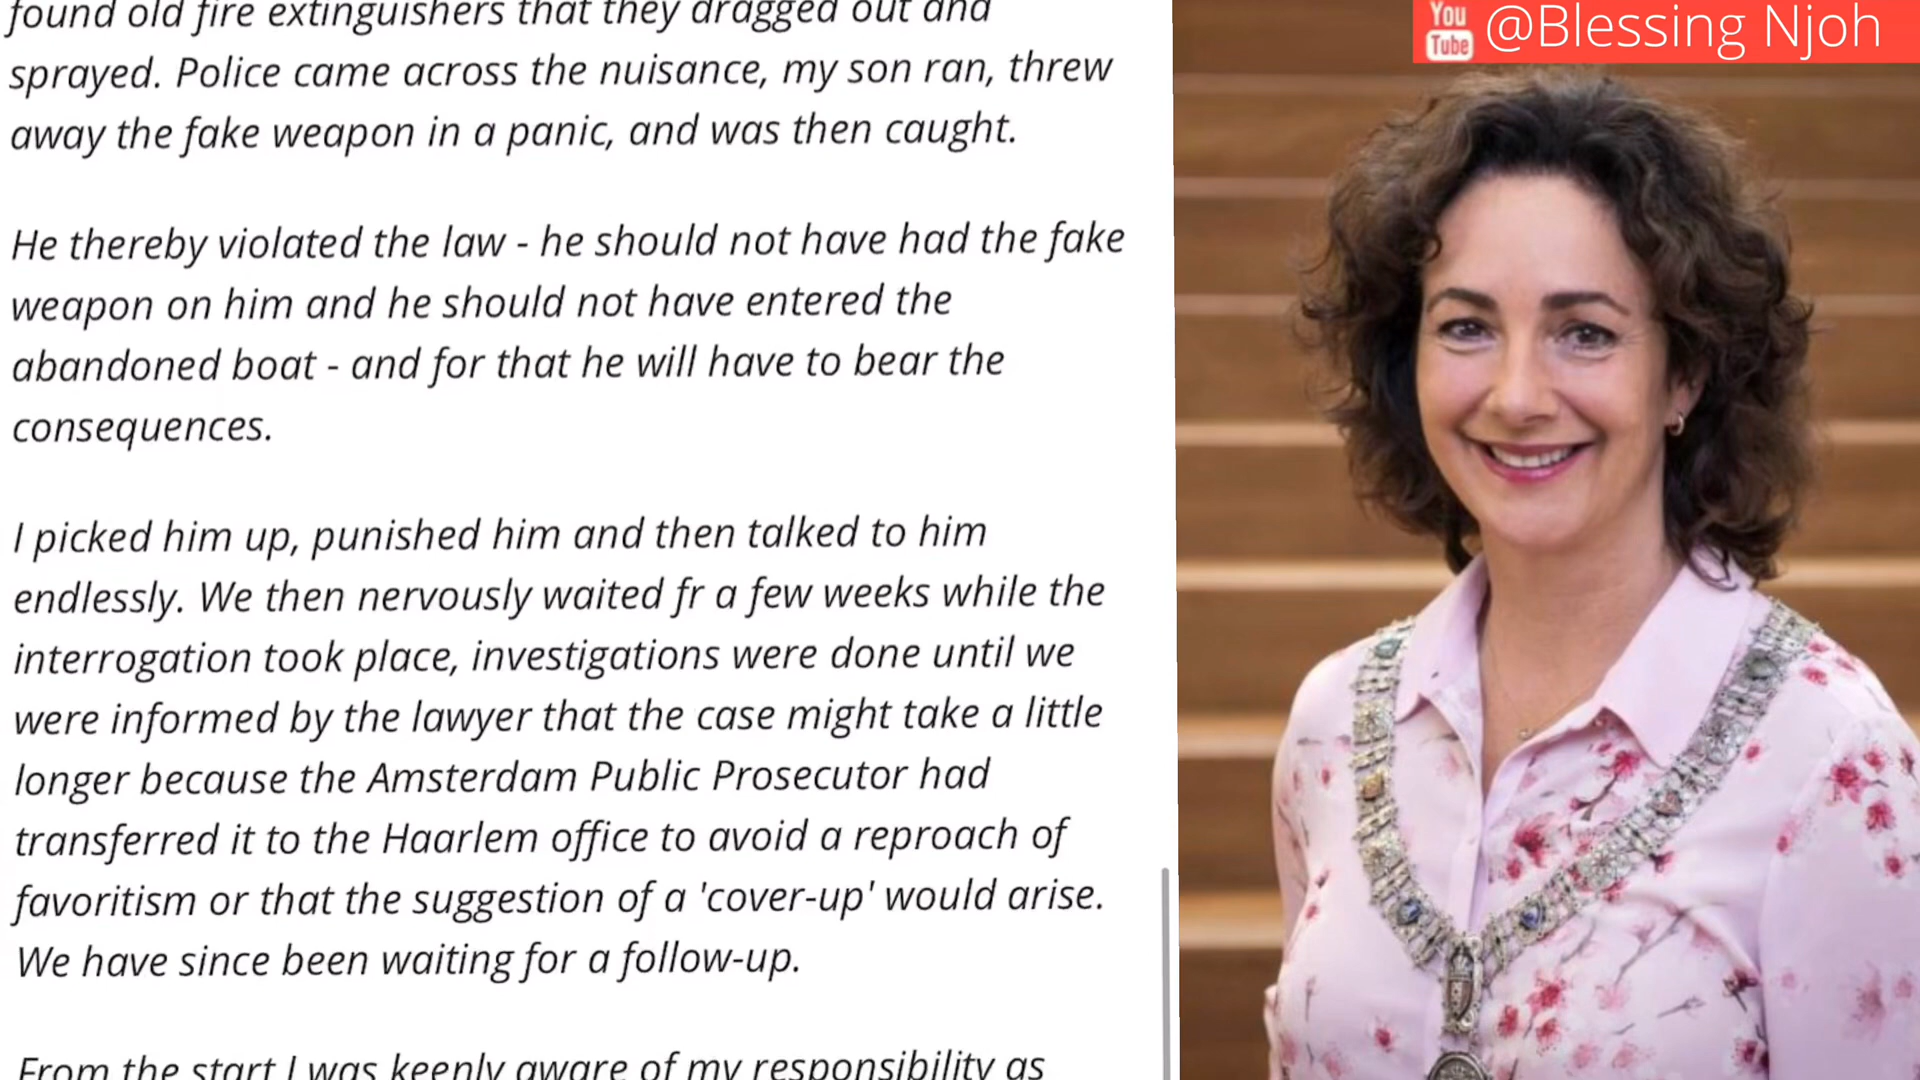 found old fire extinguishers that they dragged out and
sprayed. Police came across the nuisance, my son ran, threw
away the fake weapon in a panic, and was then caught.
He thereby violated the law - he should not have had the fake
weapon on him and he should not have entered the
abandoned boat - and for that he will have to bear the
consequences.
I picked him up, punished him and then talked to him
endlessly. We then nervously waited fr a few weeks while the
interrogation took place, investigations were done until we
were informed by the lawyer that the case might take a little
longer because the Amsterdam Public Prosecutor had
transferred it to the Haarlem office to avoid a reproach of
favoritism or that the suggestion of a 'cover-up' would arise.
We have since been waiting for a follow-up.
From the start I was keenly aware of my responsibility as
You
Tube
@Blessing Njoh